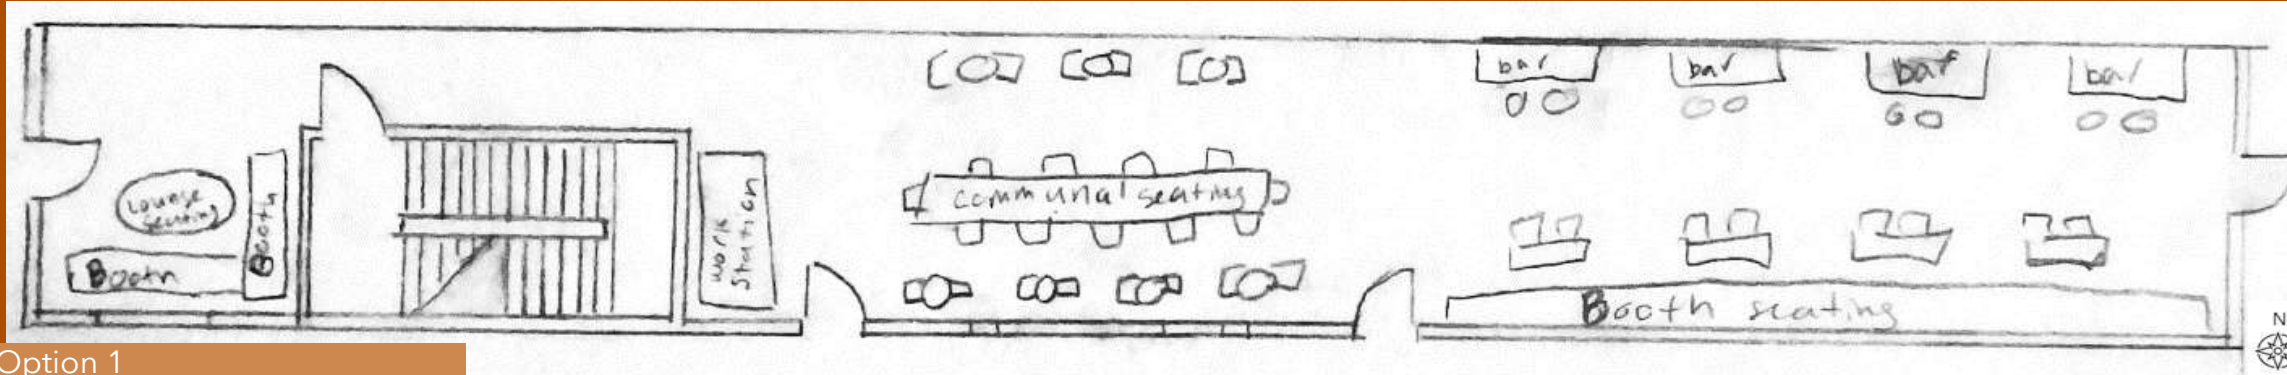 bar
bar
bar
bar
Lounge
seating
Booth
Booth
work
Station
communal seating
Booth seating
N
Option 1